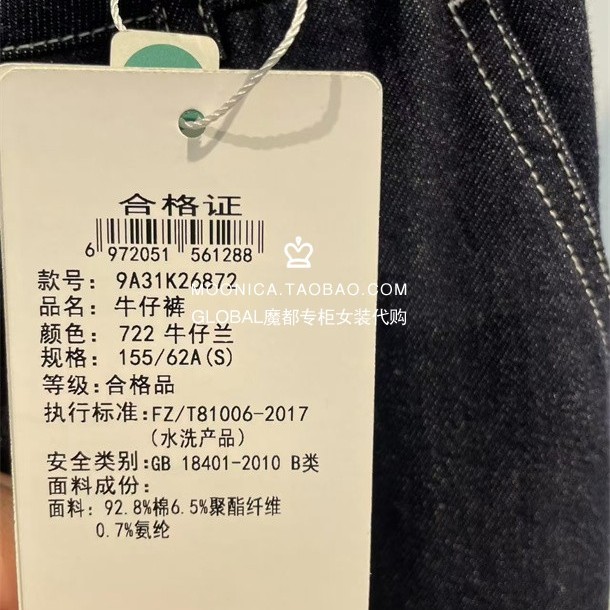 合格证
6 972051 561288
款号: 9A31K26872
MOONICA.TAOBAO.COM
品名: 牛仔裤
GLOBAL魔都专柜女装代购
颜色: 722 牛仔兰
规格: 155/62A(S)
等级:合格品
执行标准:FZ/T81006-2017
(水洗产品)
安全类别:GB 18401-2010 B类
面料成份:
面料: 92.8%棉6.5%聚酯纤维
0.7%氨纶